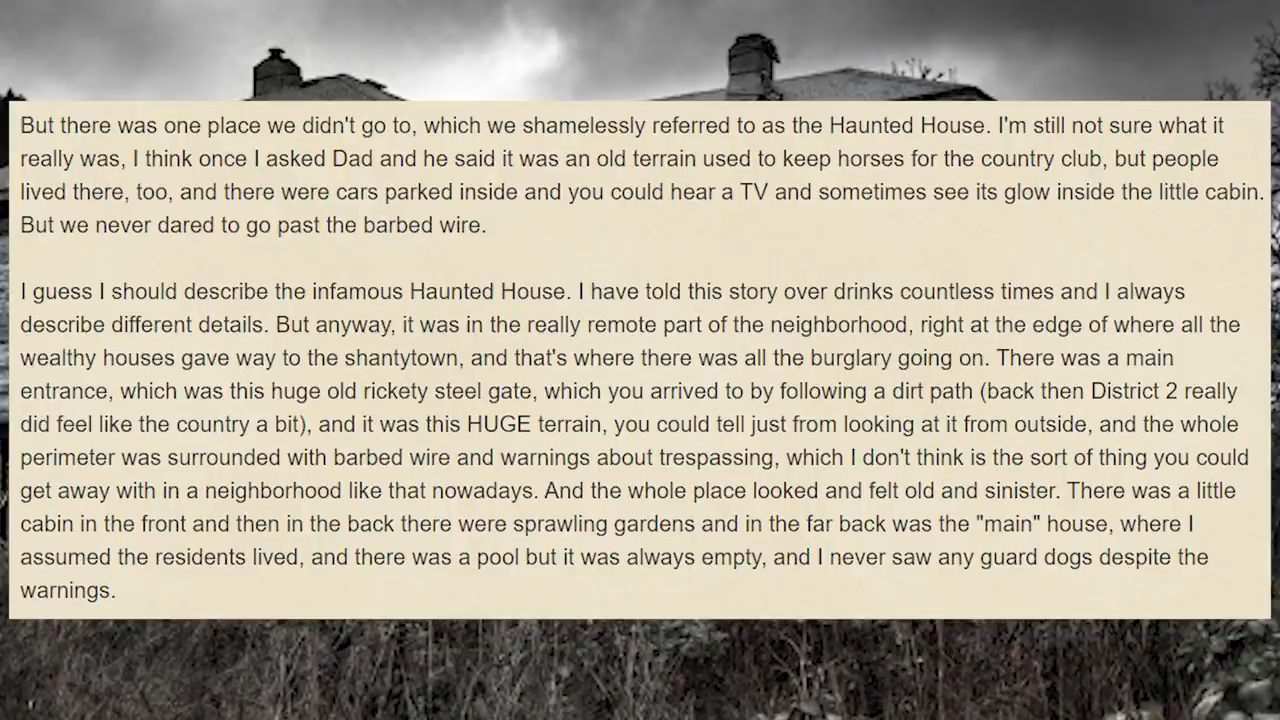 But there was one place we didn't go to, which we shamelessly referred to as the Haunted House. I'm still not sure what it
really was, I think once I asked Dad and he said it was an old terrain used to keep horses for the country club, but people
lived there, too, and there were cars parked inside and you could hear a TV and sometimes see its glow inside the little cabin.
But we never dared to go past the barbed wire.
I guess I should describe the infamous Haunted House. I have told this story over drinks countless times and I always
describe different details. But anyway, it was in the really remote part of the neighborhood, right at the edge of where all the
wealthy houses gave way to the shantytown, and that's where there was all the burglary going on. There was a main
entrance, which was this huge old rickety steel gate, which you arrived to by following a dirt path (back then District 2 really
did feel like the country a bit), and it was this HUGE terrain, you could tell just from looking at it from outside, and the whole
perimeter was surrounded with barbed wire and warnings about trespassing, which I don't think is the sort of thing you could
get away with in a neighborhood like that nowadays. And the whole place looked and felt old and sinister. There was a little
cabin in the front and then in the back there were sprawling gardens and in the far back was the "main" house, where I
assumed the residents lived, and there was a pool but it was always empty, and I never saw any guard dogs despite the
warnings.